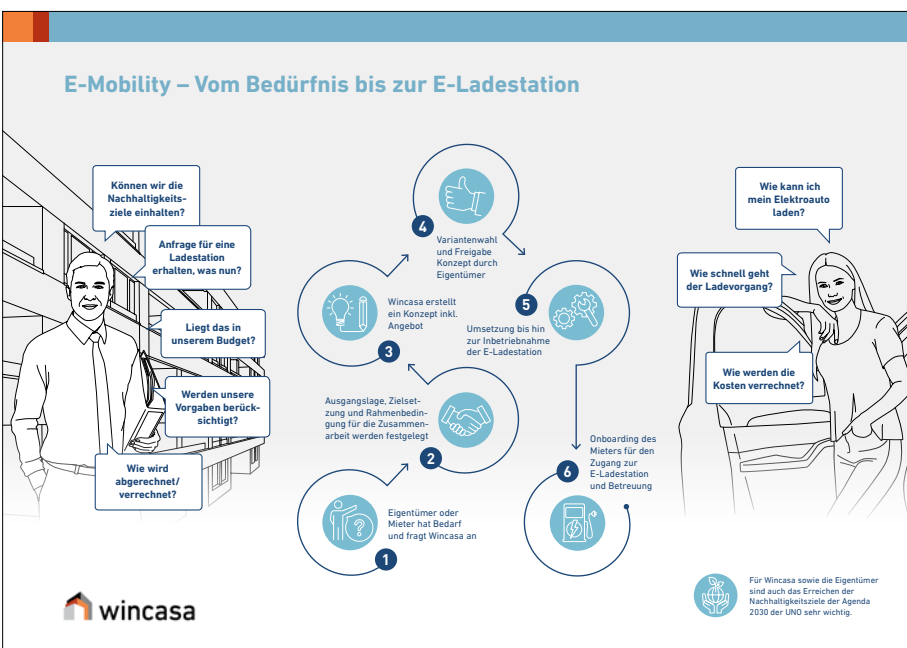 E-Mobility – Vom Bedürfnis bis zur E-Ladestation
Können wir die
Nachhaltigkeits-
ziele einhalten?
Anfrage für eine
Ladestation
erhalten, was nun?
Liegt das in
unserem Budget?
Werden unsere
Vorgaben berück-
sichtigt?
Wie wird
abgerechnet/
verrechnet?
1
Eigentümer oder
Mieter hat Bedarf
und fragt Wincasa an
?
2
Ausgangslage, Zielset-
zung und Rahmenbedin-
gung für die Zusammen-
arbeit werden festgelegt
3
Wincasa erstellt
ein Konzept inkl.
Angebot
4
Variantenwahl
und Freigabe
Konzept durch
Eigentümer
5
Umsetzung bis hin
zur Inbetriebnahme
der E-Ladestation
6
Onboarding des
Mieters für den
Zugang zur
E-Ladestation
und Betreuung
Wie kann ich
mein Elektroauto
laden?
Wie schnell geht
der Ladevorgang?
Wie werden die
Kosten verrechnet?
wincasa
Für Wincasa sowie die Eigentümer
sind auch das Erreichen der
Nachhaltigkeitsziele der Agenda
2030 der UNO sehr wichtig.